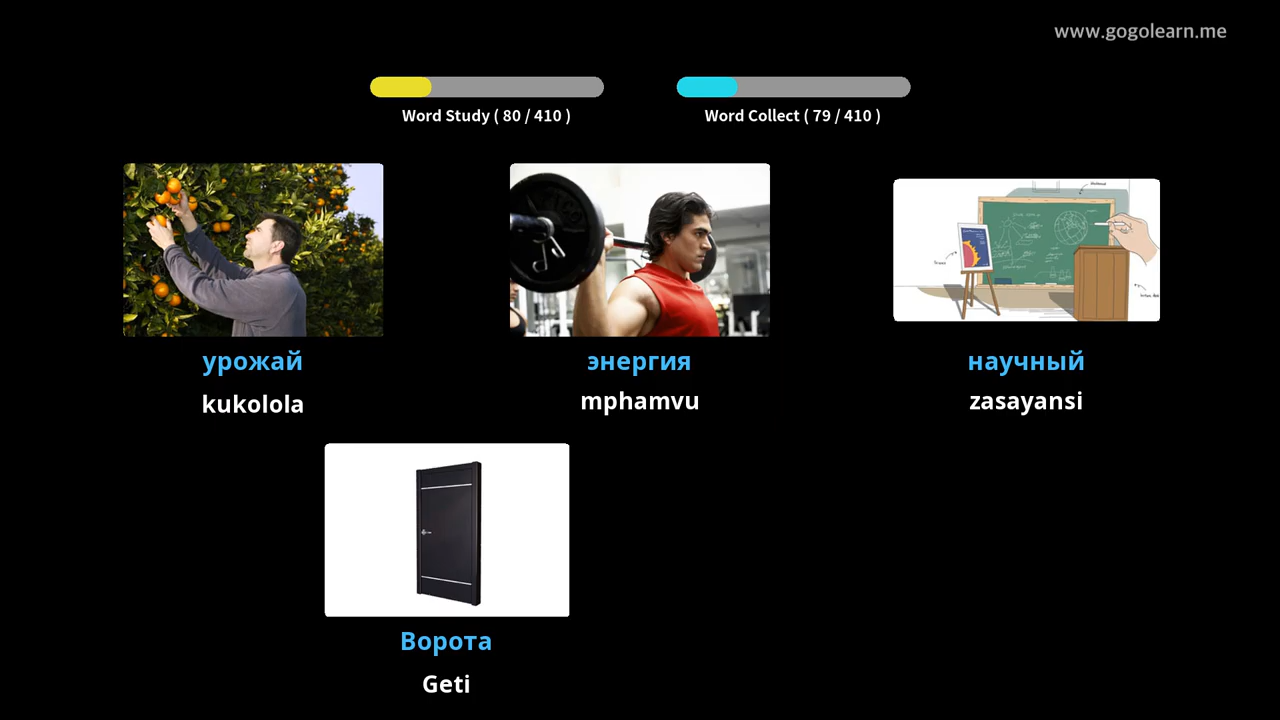 www.gogolearn.me
Word Study ( 80 / 410 )
Word Collect ( 79 / 410 )
урожай
энергия
научный
kukolola
mphamvu
zasayansi
Ворота
Geti